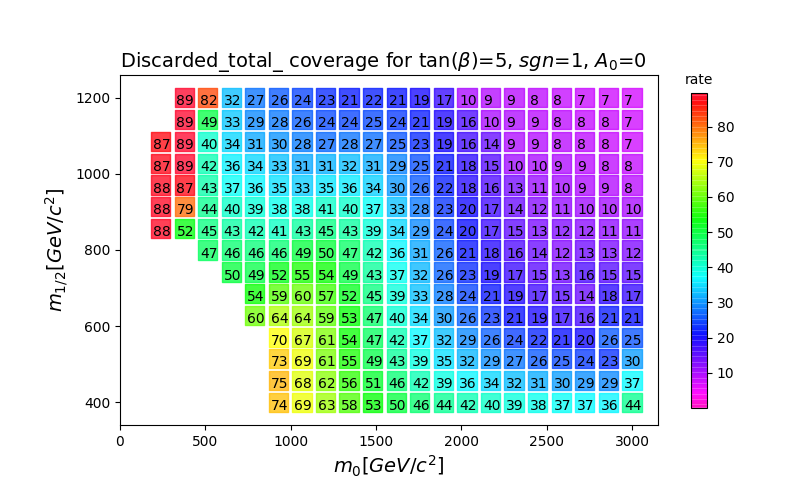 Discarded_total_ coverage for tan(β)=5, sgn=1, A₀=0
rate
1200 89 82 32 27 26 24 23 21 22 21 19 17 10 9 9 8 8 7 7 7
89 49 33 29 28 26 24 24 25 24 21 19 16 10 9 9 8 8 8 7
80
87 89 40 34 31 30 28 27 28 27 25 23 19 16 14 9 9 8 8 8 7
70
1000 87 89 42 36 34 33 31 31 32 31 29 25 21 18 15 10 10 9 9 8 8
60
88 87 43 37 36 35 33 35 36 34 30 26 22 18 16 13 11 10 9 9 8
88 79 44 40 39 38 38 41 40 37 33 28 23 20 17 14 12 11 10 10 10
50
88 52 45 43 42 41 43 45 43 39 34 29 24 20 17 15 13 12 12 11 11
40
800 47 46 46 46 49 50 47 42 36 31 26 21 18 16 14 12 13 13 12
50 49 52 55 54 49 43 37 32 26 23 19 17 15 13 16 15 15
30
54 59 60 57 52 45 39 33 28 24 21 19 17 15 14 18 17
600 60 64 64 59 53 47 40 34 30 26 23 21 19 17 16 21 21
20
70 67 61 54 47 42 37 32 29 26 24 22 21 20 26 25
73 69 61 55 49 43 39 35 32 29 27 26 25 24 23 30
10
75 68 62 56 51 46 42 39 36 34 32 31 30 29 29 37
400 74 69 63 58 53 50 46 44 42 40 39 38 37 37 36 44
0 500 1000 1500 2000 2500 3000
m₀[GeV/c²]
m₁/₂[GeV/c²]